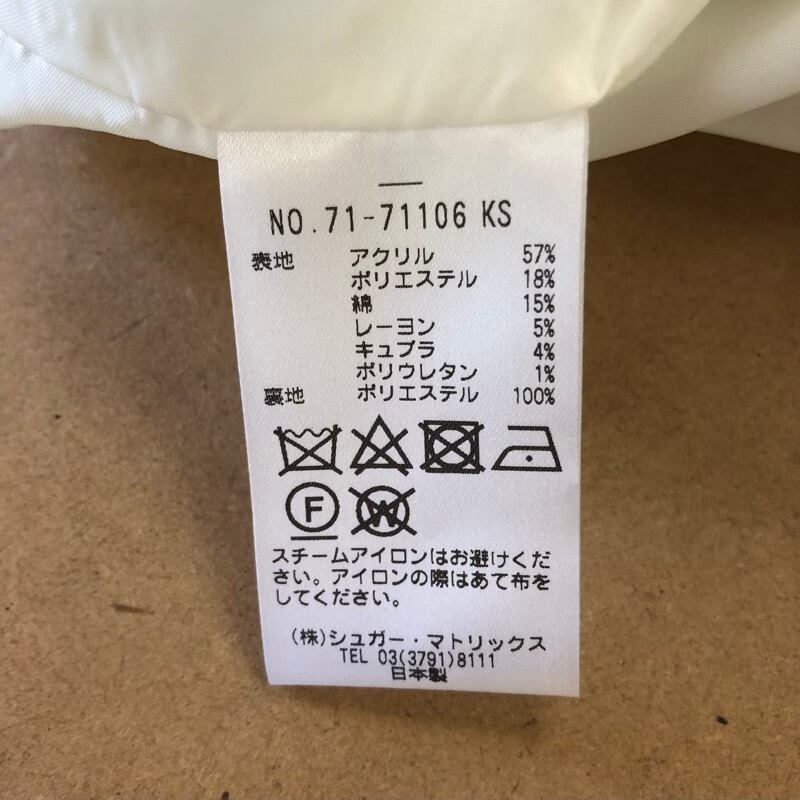 NO.71-71106 KS
表地 アクリル 57%
ポリエステル 18%
綿 15%
レーヨン 5%
キュプラ 4%
ポリウレタン 1%
裏地 ポリエステル 100%
F W
スチームアイロンはお避けくだ
さい。アイロンの際はあて布を
してください。
(株)シュガー・マトリックス
TEL 03(3791)8111
日本製